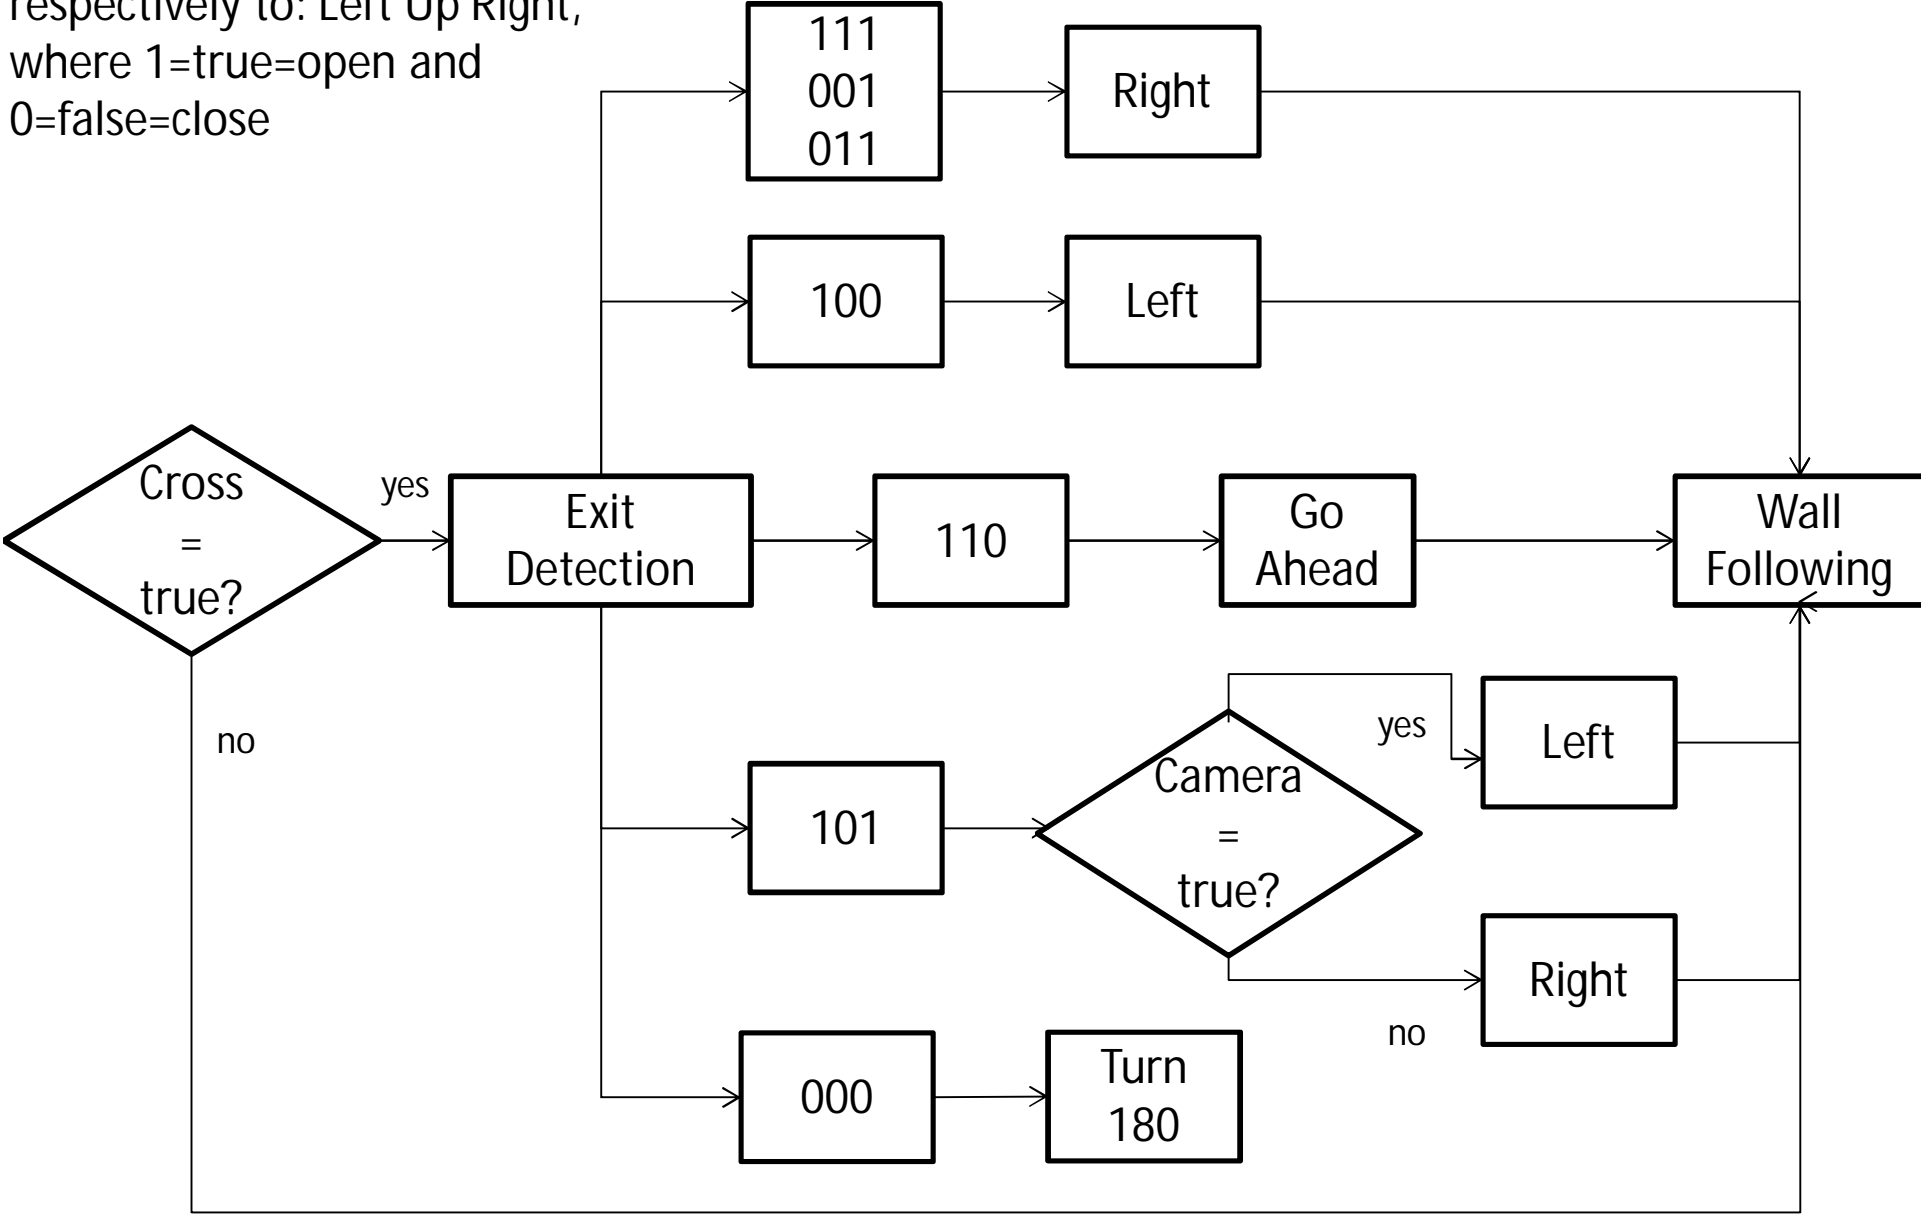 respectively to: Left Up Right,
where 1=true=open and
0=false=close
111
001
011
Right
100
Left
Cross
=
true?
yes
Exit
Detection
110
Go
Ahead
Wall
Following
no
101
Camera
=
true?
yes
Left
no
Right
000
Turn
180